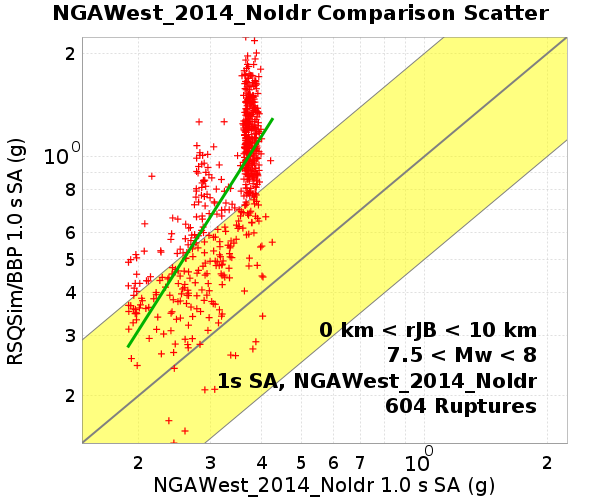 NGAWest_2014_NoIdr Comparison Scatter
RSQSim/BBP 1.0 s SA (g)
2
10^0
8
6
5
4
3
2
0 km < rJB < 10 km
7.5 < Mw < 8
1s SA, NGAWest_2014_NoIdr
604 Ruptures
2 3 4 5 6 7 10^0 2
NGAWest_2014_NoIdr 1.0 s SA (g)